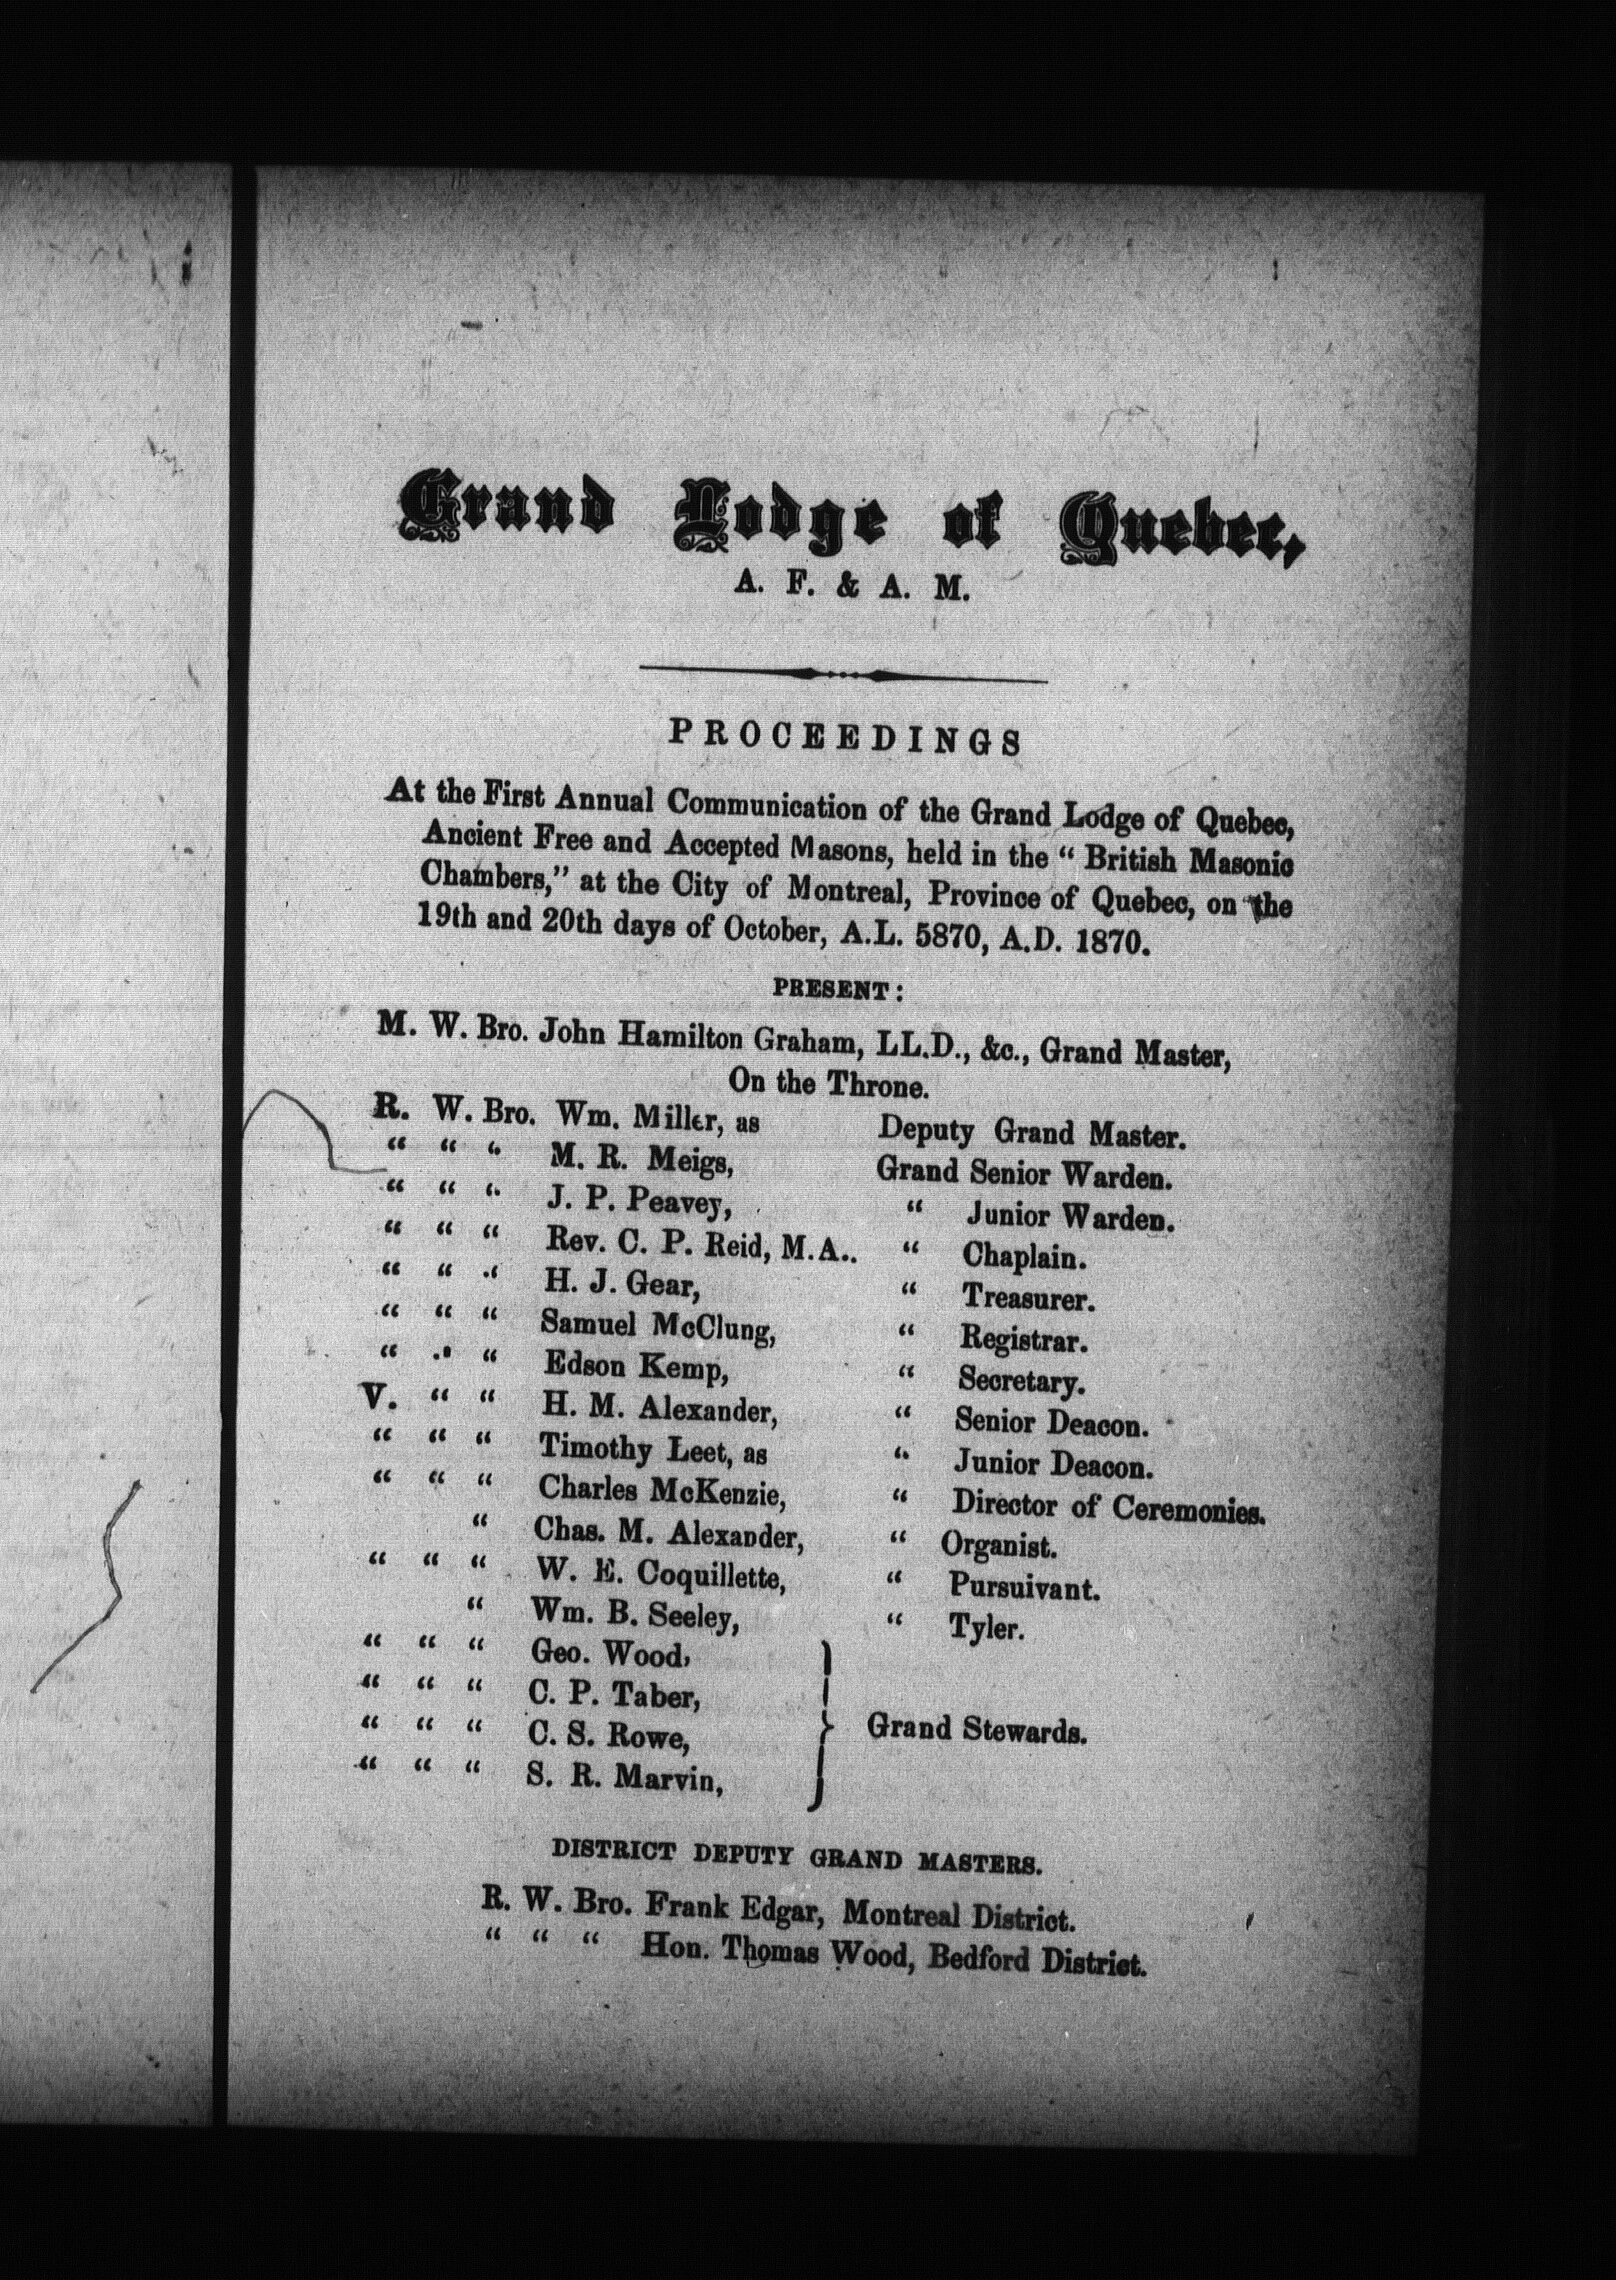 Grand Lodge of Quebec,
A. F. & A. M.
PROCEEDINGS
At the First Annual Communication of the Grand Lodge of Quebec,
Ancient Free and Accepted Masons, held in the “ British Masonic
Chambers,” at the City of Montreal, Province of Quebec, on the
19th and 20th days of October, A.L. 5870, A.D. 1870.
PRESENT :
M. W. Bro. John Hamilton Graham, LL.D., &c., Grand Master,
On the Throne.
R. W. Bro. Wm. Miller, as Deputy Grand Master.
“ “ “ M. R. Meigs, Grand Senior Warden.
“ “ “ J. P. Peavey, “ Junior Warden.
“ “ “ Rev. C. P. Reid, M.A.. “ Chaplain.
“ “ “ H. J. Gear, “ Treasurer.
“ “ “ Samuel McClung, “ Registrar.
“ “ “ Edson Kemp, “ Secretary.
V. “ “ H. M. Alexander, “ Senior Deacon.
“ “ “ Timothy Leet, as “ Junior Deacon.
“ “ “ Charles McKenzie, “ Director of Ceremonies.
“ Chas. M. Alexander, “ Organist.
“ “ “ W. E. Coquillette, “ Pursuivant.
“ Wm. B. Seeley, “ Tyler.
“ “ “ Geo. Wood,
“ “ “ C. P. Taber,
“ “ “ C. S. Rowe, Grand Stewards.
“ “ “ S. R. Marvin,
DISTRICT DEPUTY GRAND MASTERS.
R. W. Bro. Frank Edgar, Montreal District.
“ “ “ Hon. Thomas Wood, Bedford District.